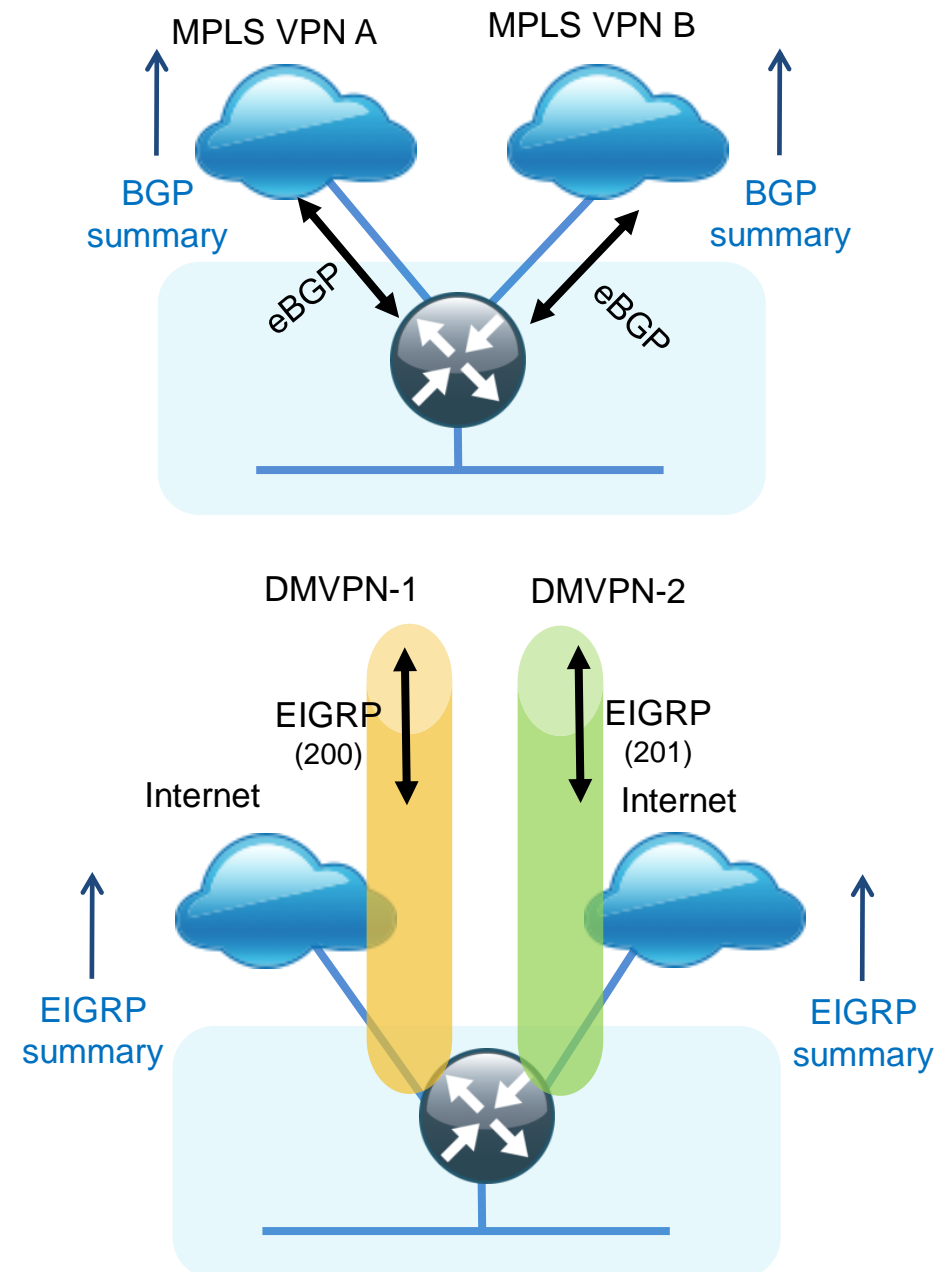 MPLS VPN A
MPLS VPN B
BGP
summary
BGP
summary
eBGP
eBGP
DMVPN-1
DMVPN-2
EIGRP
(200)
EIGRP
(201)
Internet
Internet
EIGRP
summary
EIGRP
summary